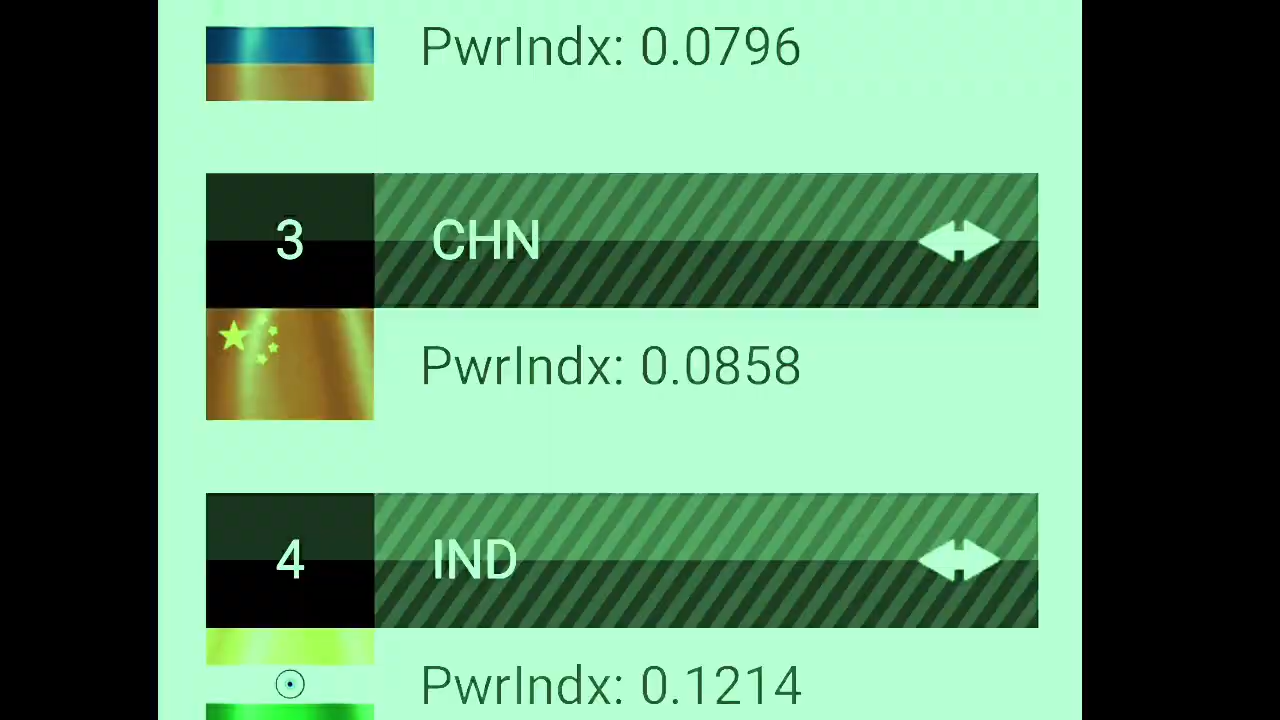 PwrIndx: 0.0796
3 CHN
PwrIndx: 0.0858
4 IND
PwrIndx: 0.1214